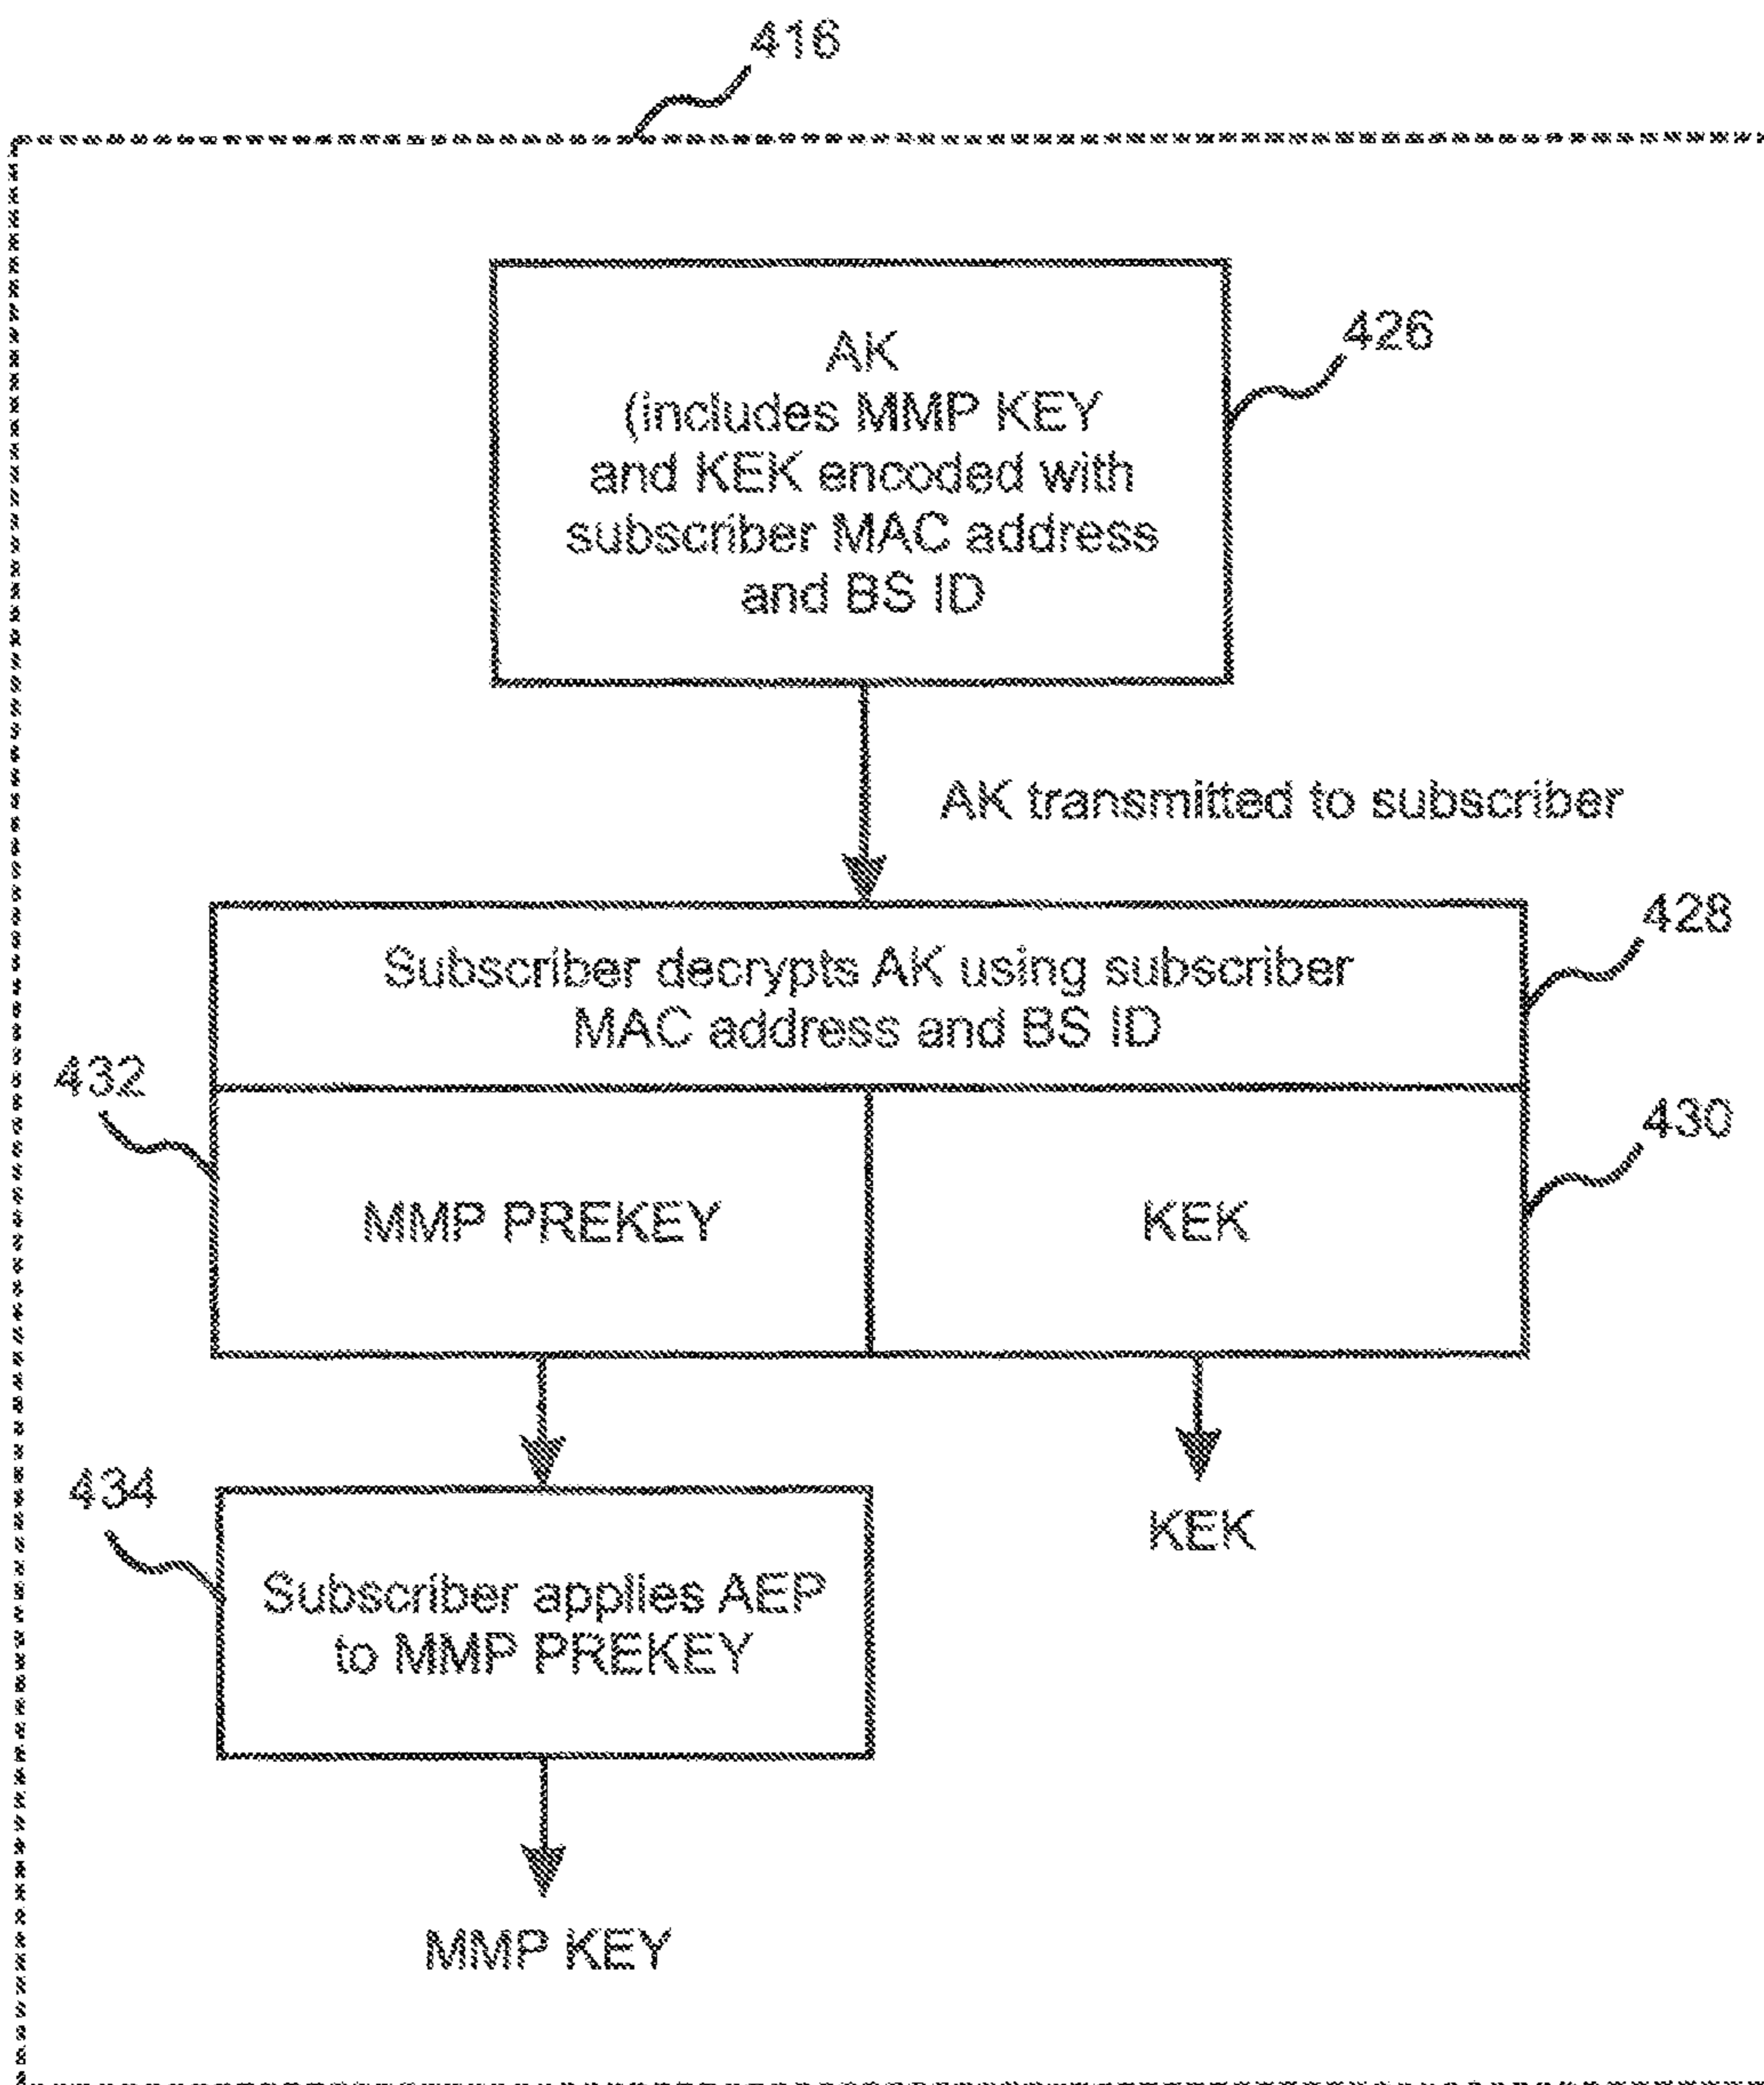 416
AK
(includes MMP KEY
and KEK encoded with
subscriber MAC address
and BS ID
426
AK transmitted to subscriber
Subscriber decrypts AK using subscriber
MAC address and BS ID
428
432
MMP PREKEY
KEK
430
434
Subscriber applies AEP
to MMP PREKEY
KEK
MMP KEY